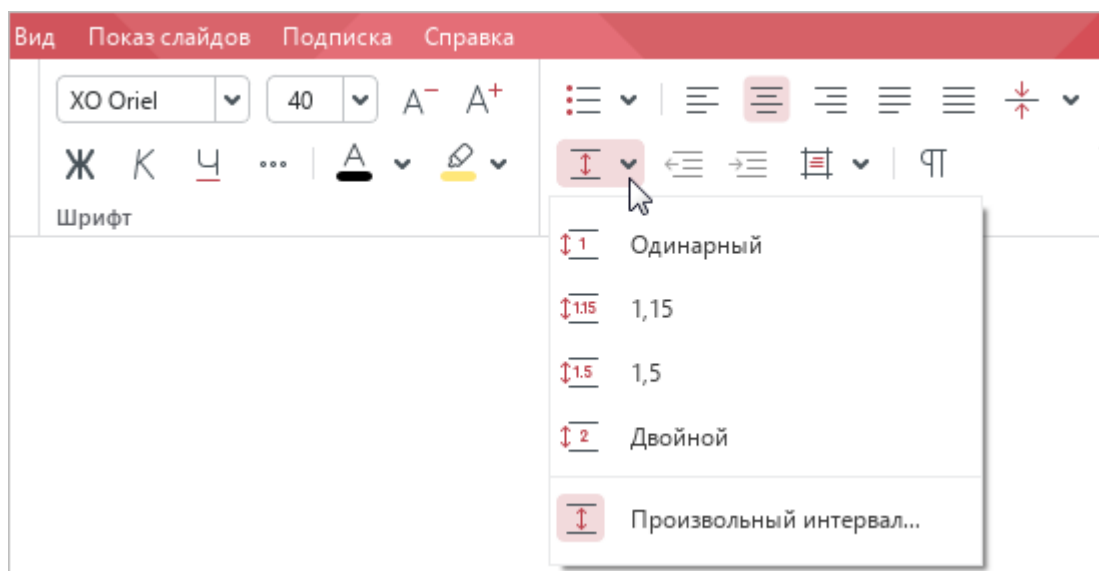 Вид Показ слайдов Подписка Справка
XO Oriel 40 А− А+
Ж К Ч ... А
Шрифт
1 Одинарный
1.15 1,15
1.5 1,5
2 Двойной
Произвольный интервал...